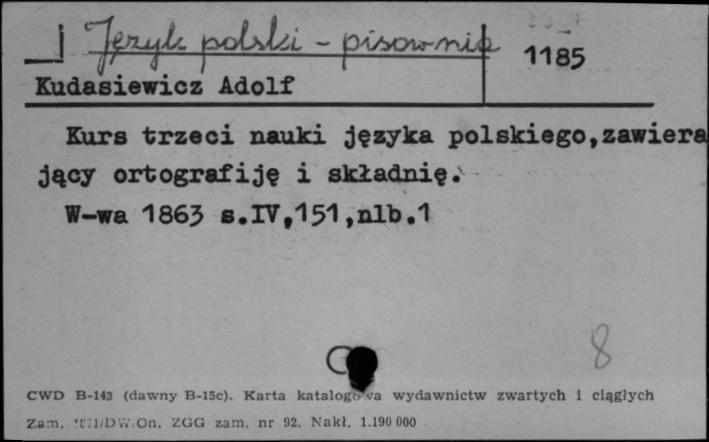 Język polski - pisownia
1185
Kudasiewicz Adolf
Kurs trzeci nauki języka polskiego,zawiera
jący ortografiję i składnię.
W-wa 1863 s.IV,151,nlb.1
8
CWD B-143 (dawny B-15c). Karta katalogowa wydawnictw zwartych i ciągłych
Zam. On. ZGG zam. nr 92. Nakł. 1.190 000